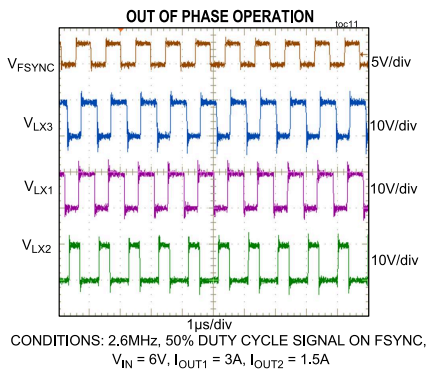 OUT OF PHASE OPERATION
toc11
VFSYNC
5V/div
VLX3
10V/div
VLX1
10V/div
VLX2
10V/div
1µs/div
CONDITIONS: 2.6MHz, 50% DUTY CYCLE SIGNAL ON FSYNC,
VIN = 6V, IOUT1 = 3A, IOUT2 = 1.5A